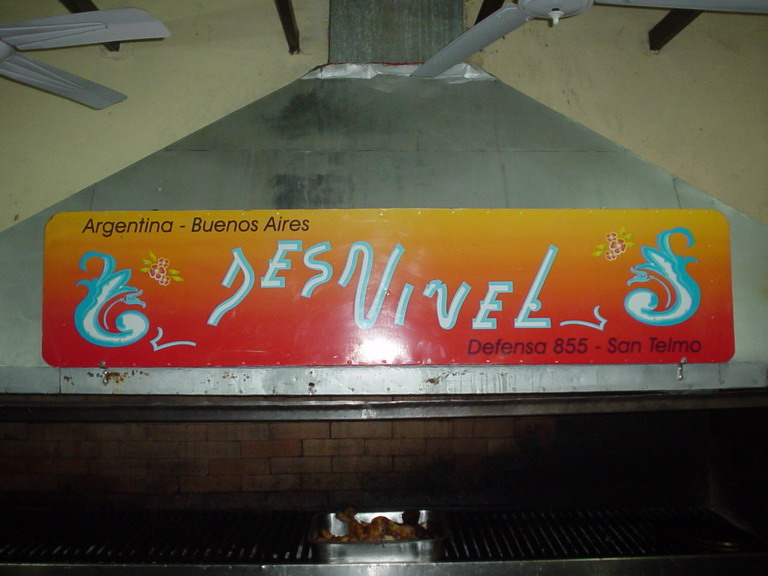 Argentina - Buenos Aires
DESNIVEL
Defensa 855 - San Telmo